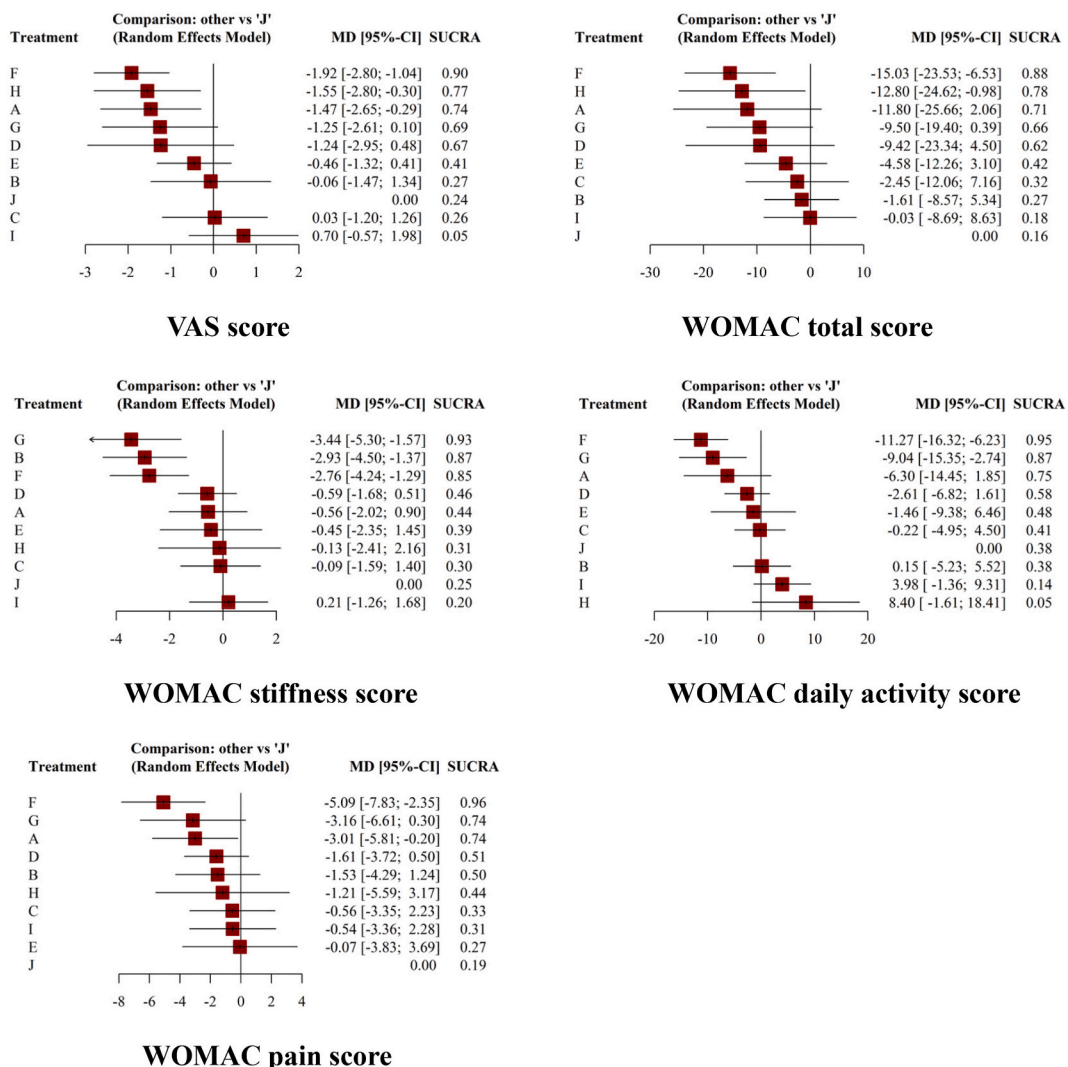 Comparison: other vs 'J'
Treatment (Random Effects Model) MD [95%-CI] SUCRA
F -1.92 [-2.80; -1.04] 0.90
H -1.55 [-2.80; -0.30] 0.77
A -1.47 [-2.65; -0.29] 0.74
G -1.25 [-2.61; 0.10] 0.69
D -1.24 [-2.95; 0.48] 0.67
E -0.46 [-1.32; 0.41] 0.41
B -0.06 [-1.47; 1.34] 0.27
J 0.00 0.24
C 0.03 [-1.20; 1.26] 0.26
I 0.70 [-0.57; 1.98] 0.05
-3 -2 -1 0 1 2
VAS score
Comparison: other vs 'J'
Treatment (Random Effects Model) MD [95%-CI] SUCRA
F -15.03 [-23.53; -6.53] 0.88
H -12.80 [-24.62; -0.98] 0.78
A -11.80 [-25.66; 2.06] 0.71
G -9.50 [-19.40; 0.39] 0.66
D -9.42 [-23.34; 4.50] 0.62
E -4.58 [-12.26; 3.10] 0.42
C -2.45 [-12.06; 7.16] 0.32
B -1.61 [-8.57; 5.34] 0.27
I -0.03 [-8.69; 8.63] 0.18
J 0.00 0.16
-30 -20 -10 0 10
WOMAC total score
Comparison: other vs 'J'
Treatment (Random Effects Model) MD [95%-CI] SUCRA
G -3.44 [-5.30; -1.57] 0.93
B -2.93 [-4.50; -1.37] 0.87
F -2.76 [-4.24; -1.29] 0.85
D -0.59 [-1.68; 0.51] 0.46
A -0.56 [-2.02; 0.90] 0.44
E -0.45 [-2.35; 1.45] 0.39
H -0.13 [-2.41; 2.16] 0.31
C -0.09 [-1.59; 1.40] 0.30
J 0.00 0.25
I 0.21 [-1.26; 1.68] 0.20
-4 -2 0 2
WOMAC stiffness score
Comparison: other vs 'J'
Treatment (Random Effects Model) MD [95%-CI] SUCRA
F -11.27 [-16.32; -6.23] 0.95
G -9.04 [-15.35; -2.74] 0.87
A -6.30 [-14.45; 1.85] 0.75
D -2.61 [ -6.82; 1.61] 0.58
E -1.46 [ -9.38; 6.46] 0.48
C -0.22 [ -4.95; 4.50] 0.41
J 0.00 0.38
B 0.15 [ -5.23; 5.52] 0.38
I 3.98 [ -1.36; 9.31] 0.14
H 8.40 [ -1.61; 18.41] 0.05
-20 -10 0 10 20
WOMAC daily activity score
Comparison: other vs 'J'
Treatment (Random Effects Model) MD [95%-CI] SUCRA
F -5.09 [-7.83; -2.35] 0.96
G -3.16 [-6.61; 0.30] 0.74
A -3.01 [-5.81; -0.20] 0.74
D -1.61 [-3.72; 0.50] 0.51
B -1.53 [-4.29; 1.24] 0.50
H -1.21 [-5.59; 3.17] 0.44
C -0.56 [-3.35; 2.23] 0.33
I -0.54 [-3.36; 2.28] 0.31
E -0.07 [-3.83; 3.69] 0.27
J 0.00 0.19
-8 -6 -4 -2 0 2 4
WOMAC pain score